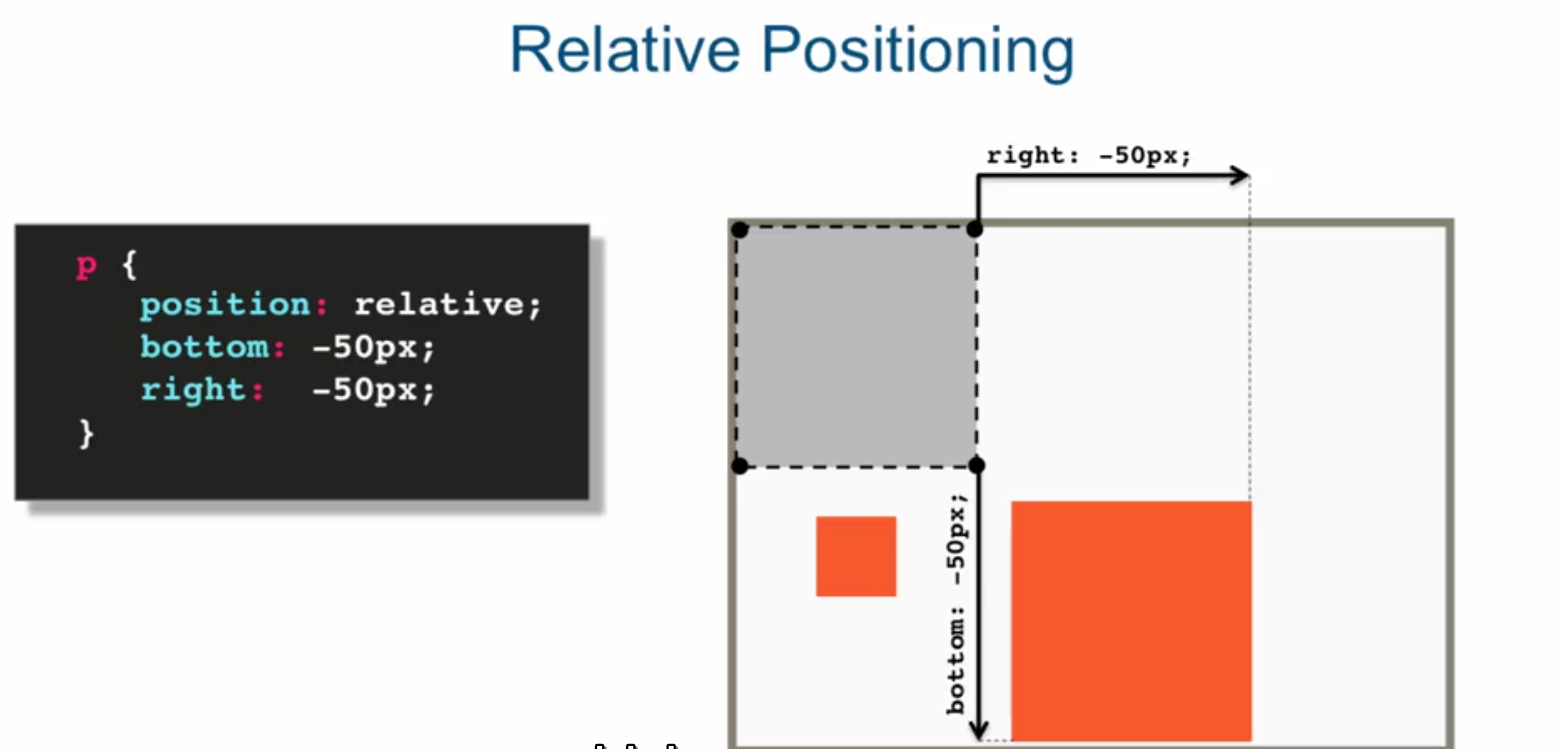 Relative Positioning
right: -50px;
p {
position: relative;
bottom: -50px;
right:  -50px;
}
bottom: -50px;